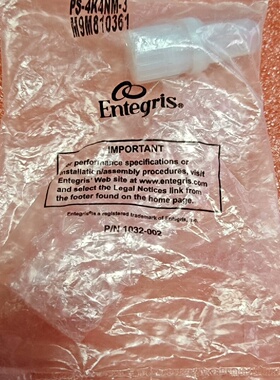 PS-4K4NM-3
M9M810361
Entegris®
IMPORTANT
or performance specifications or
installation/assembly procedures, visit
Entegris' Web site at www.entegris.com
and select the Legal Notices link from
the footer found on the home page.
Entegris® is a registered trademark of Entegris, Inc.
P/N 1032-002